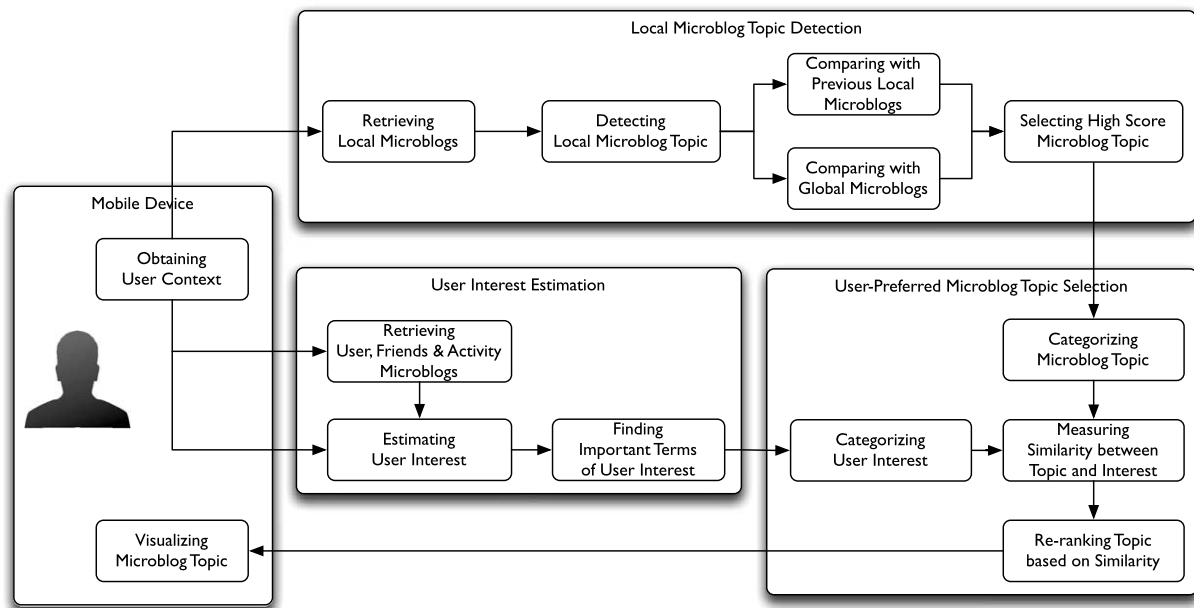 Local Microblog Topic Detection
Retrieving
Local Microblogs
Detecting
Local Microblog Topic
Comparing with
Previous Local
Microblogs
Comparing with
Global Microblogs
Selecting High Score
Microblog Topic
Mobile Device
Obtaining
User Context
Visualizing
Microblog Topic
User Interest Estimation
Retrieving
User, Friends & Activity
Microblogs
Estimating
User Interest
Finding
Important Terms
of User Interest
User-Preferred Microblog Topic Selection
Categorizing
Microblog Topic
Categorizing
User Interest
Measuring
Similarity between
Topic and Interest
Re-ranking Topic
based on Similarity